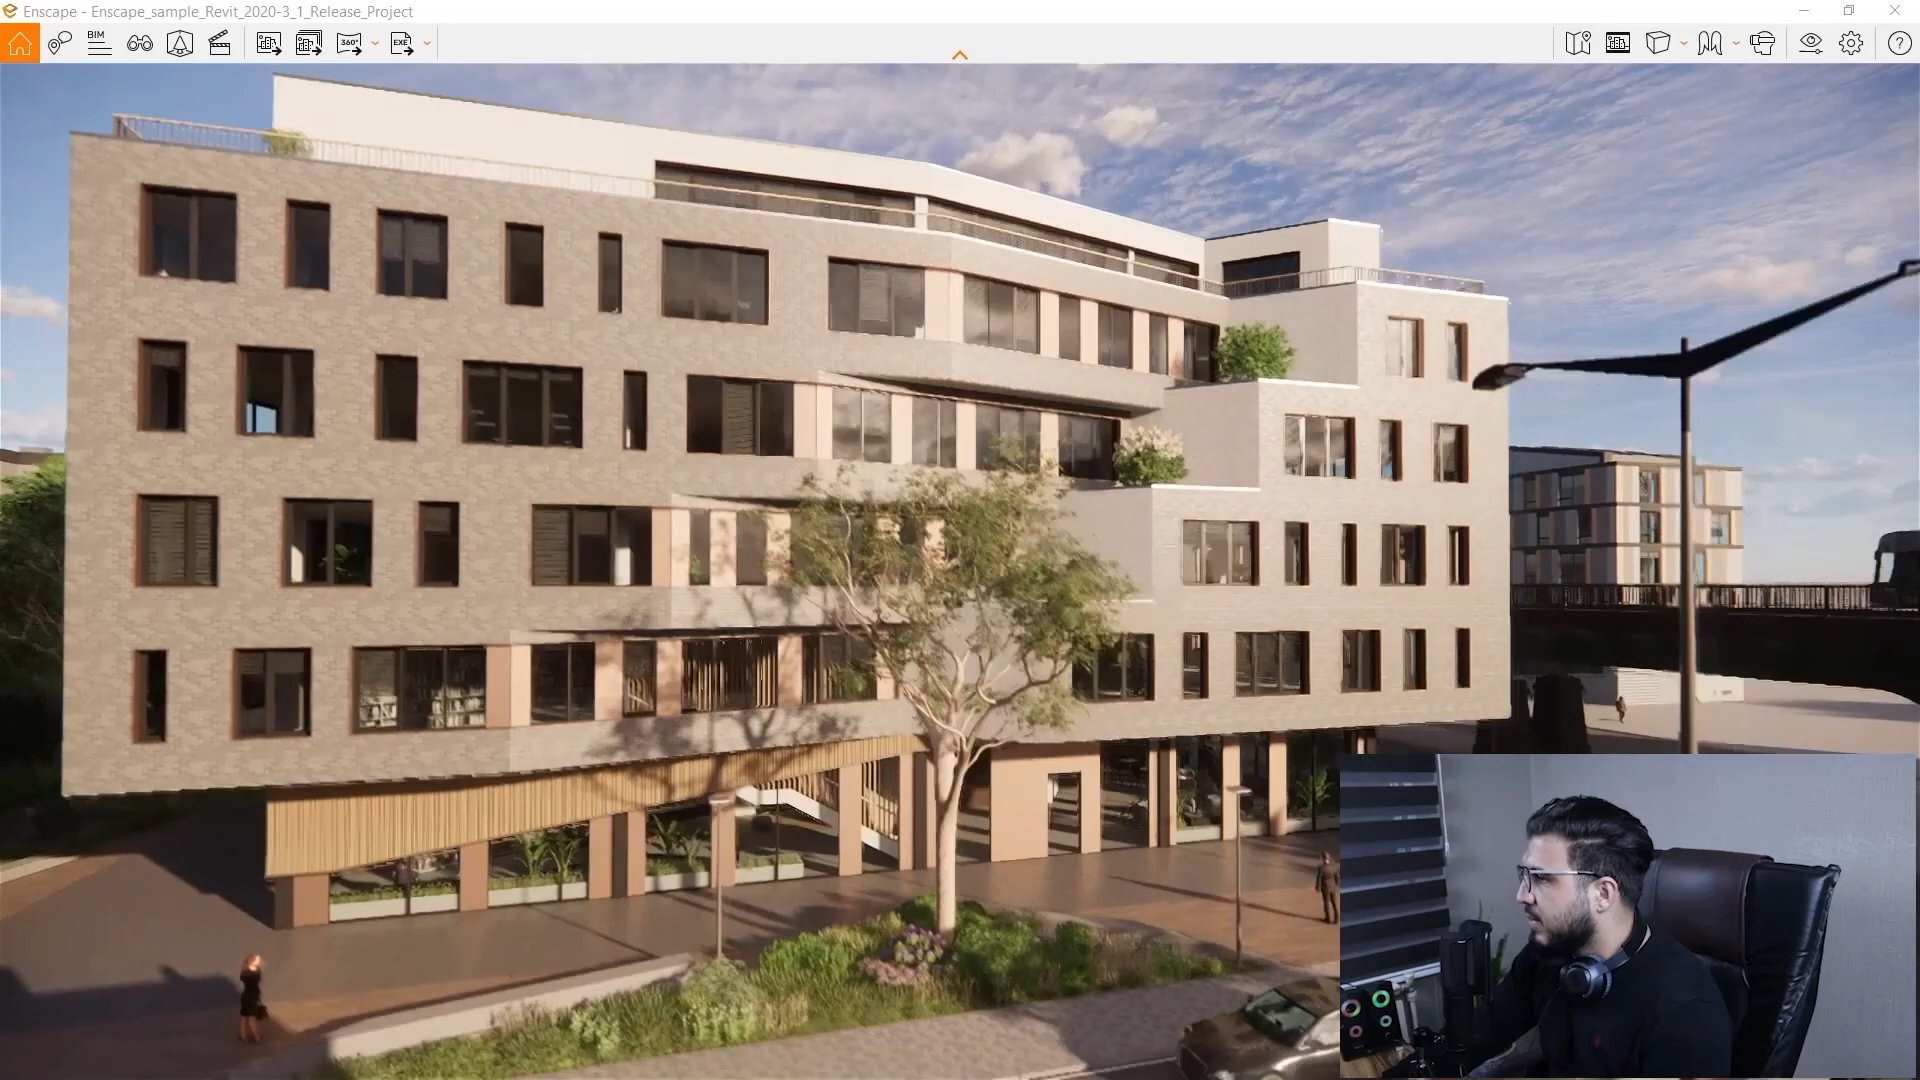 Enscape - Enscape_sample_Revit_2020-3_1_Release_Project
BIM
360°
EXE
?